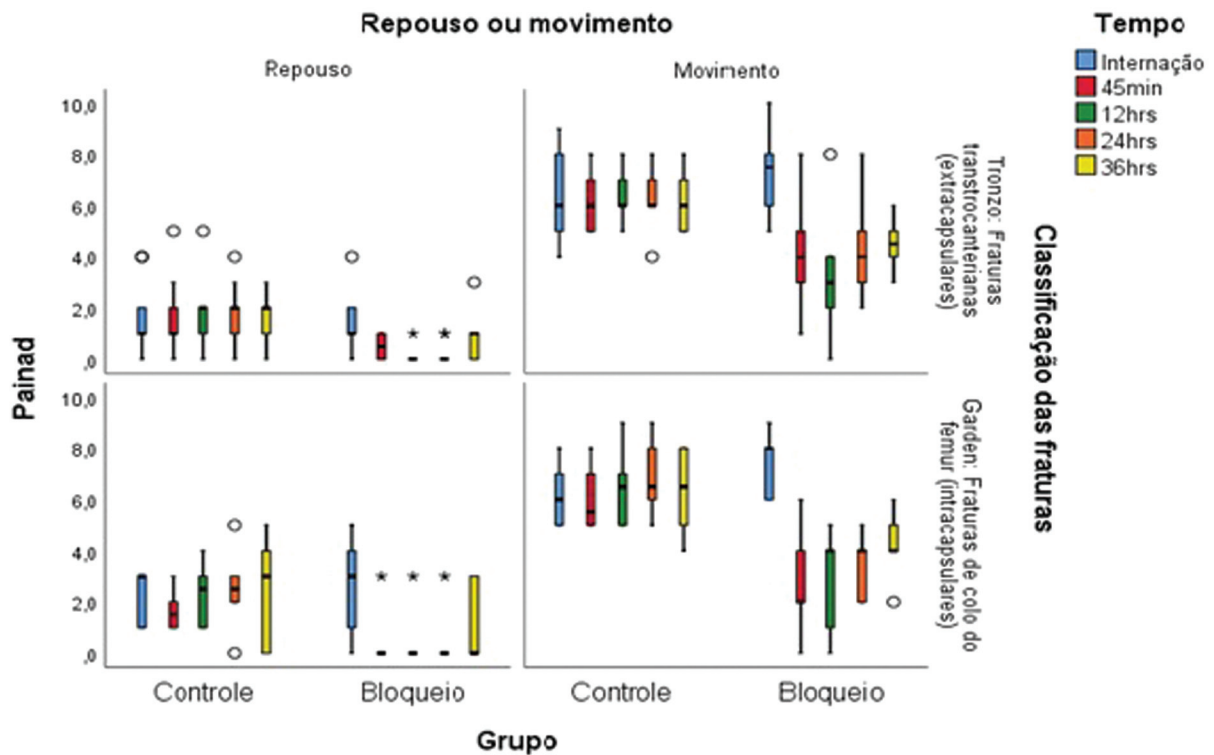 Repouso ou movimento
Tempo
Internação
45min
12hrs
24hrs
36hrs
Repouso
Movimento
10,0
8,0
6,0
4,0
2,0
,0
10,0
8,0
6,0
4,0
2,0
,0
Painad
Tronzo: Fraturas
transtrocanterianas
(extracapsulares)
Garden: Fraturas de colo do
femur (intracapsulares)
Classificação das fraturas
Controle
Bloqueio
Controle
Bloqueio
Grupo